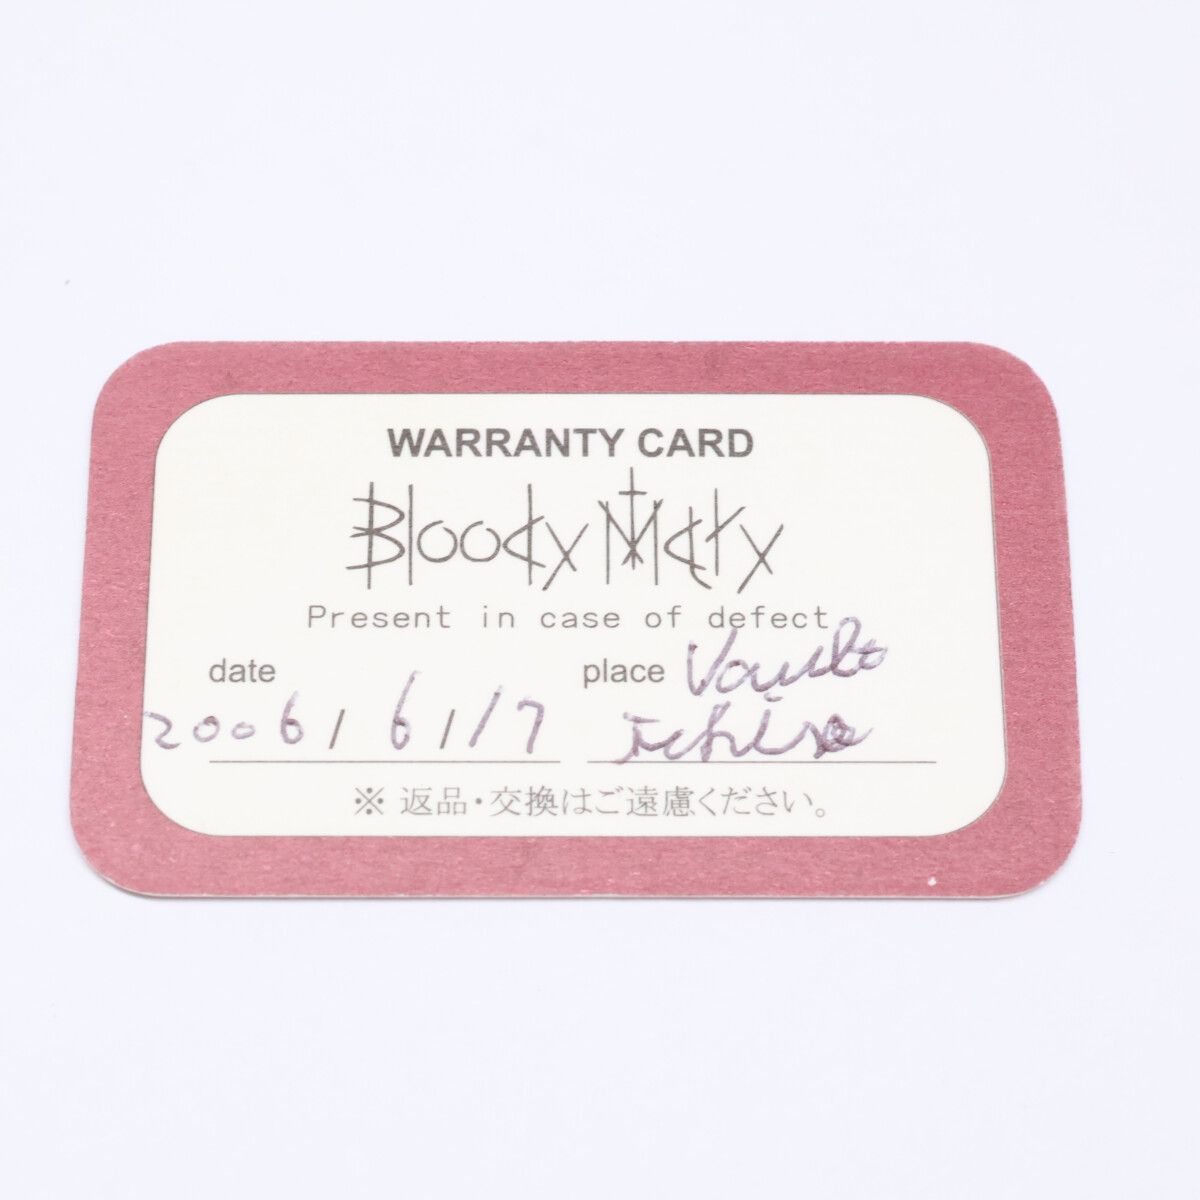 WARRANTY CARD
Bloody Mary
Present in case of defect
date
place
2006/6/17
※ 返品・交換はご遠慮ください。